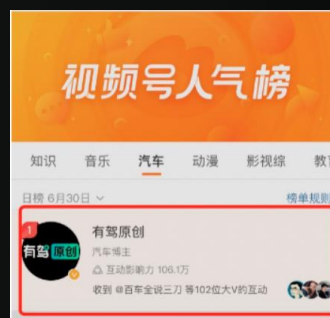 视频号人气榜
知识 音乐 汽车 动漫 影视综
日榜 6月30日 榜单规则
1
有驾 原创
有驾原创
汽车博主
互动影响力 106.1万
收到 @百车全说三刀 等102位大V的互动